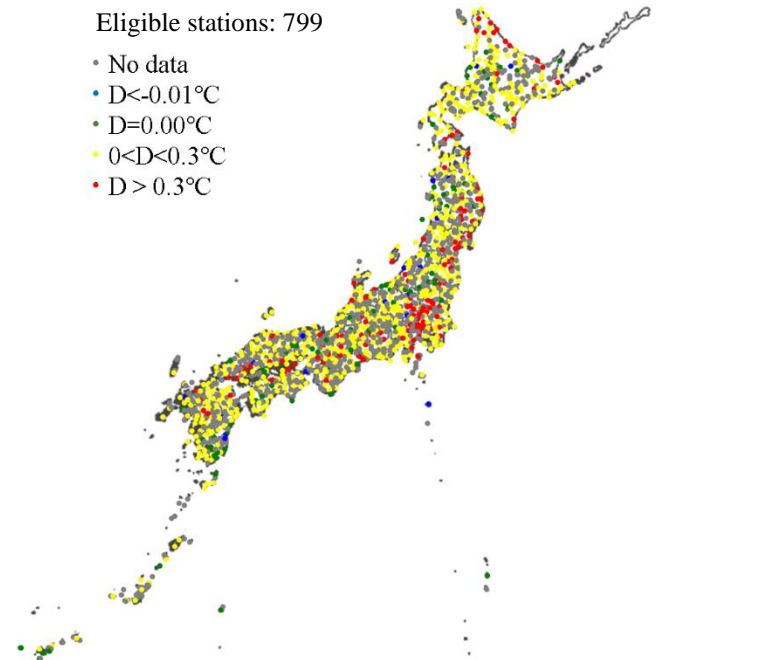 Eligible stations: 799
No data
D<-0.01℃
D=0.00℃
0<D<0.3℃
D > 0.3℃